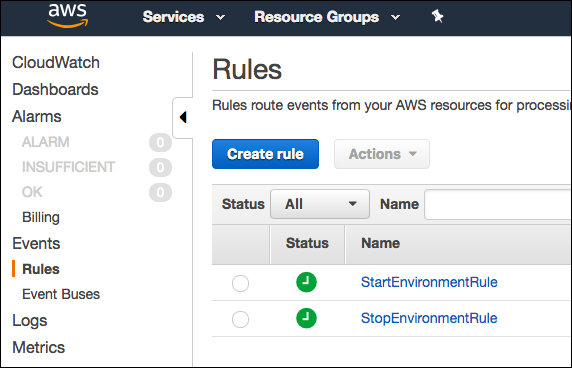 aws Services Resource Groups
CloudWatch
Dashboards
Alarms
ALARM 0
INSUFFICIENT 0
OK 0
Billing
Events
Rules
Event Buses
Logs
Metrics
Rules
Rules route events from your AWS resources for processin
Create rule Actions
Status All Name
Status Name
StartEnvironmentRule
StopEnvironmentRule